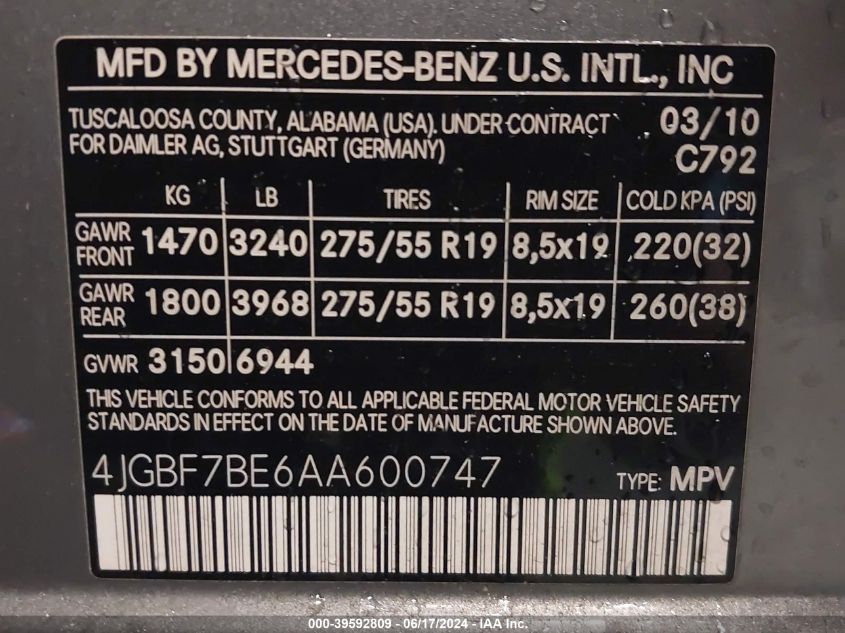 MFD BY MERCEDES-BENZ U.S. INTL., INC
TUSCALOOSA COUNTY, ALABAMA (USA). UNDER CONTRACT 03/10
FOR DAIMLER AG, STUTTGART (GERMANY) C792
KG LB TIRES RIM SIZE COLD KPA (PSI)
GAWR FRONT 1470 3240 275/55 R19 8,5x19 220(32)
GAWR REAR 1800 3968 275/55 R19 8,5x19 260(38)
GVWR 3150 6944
THIS VEHICLE CONFORMS TO ALL APPLICABLE FEDERAL MOTOR VEHICLE SAFETY
STANDARDS IN EFFECT ON THE DATE OF MANUFACTURE SHOWN ABOVE.
4JGBF7BE6AA600747 TYPE: MPV
000-39592809 - 06/17/2024 - IAA Inc.